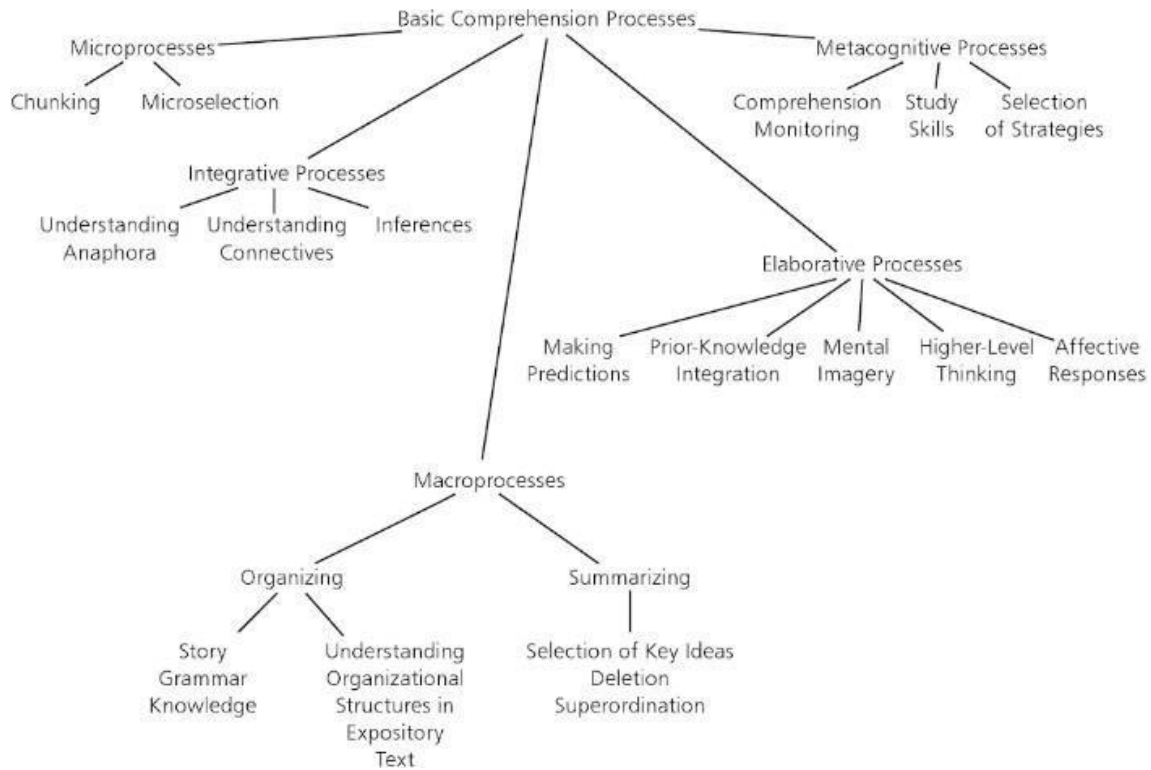 Basic Comprehension Processes
Microprocesses
Metacognitive Processes
Chunking
Microselection
Comprehension
Monitoring
Study
Skills
Selection
of Strategies
Integrative Processes
Understanding
Anaphora
Understanding
Connectives
Inferences
Elaborative Processes
Making
Predictions
Prior-Knowledge
Integration
Mental
Imagery
Higher-Level
Thinking
Affective
Responses
Macroprocesses
Organizing
Summarizing
Story
Grammar
Knowledge
Understanding
Organizational
Structures in
Expository
Text
Selection of Key Ideas
Deletion
Superordination